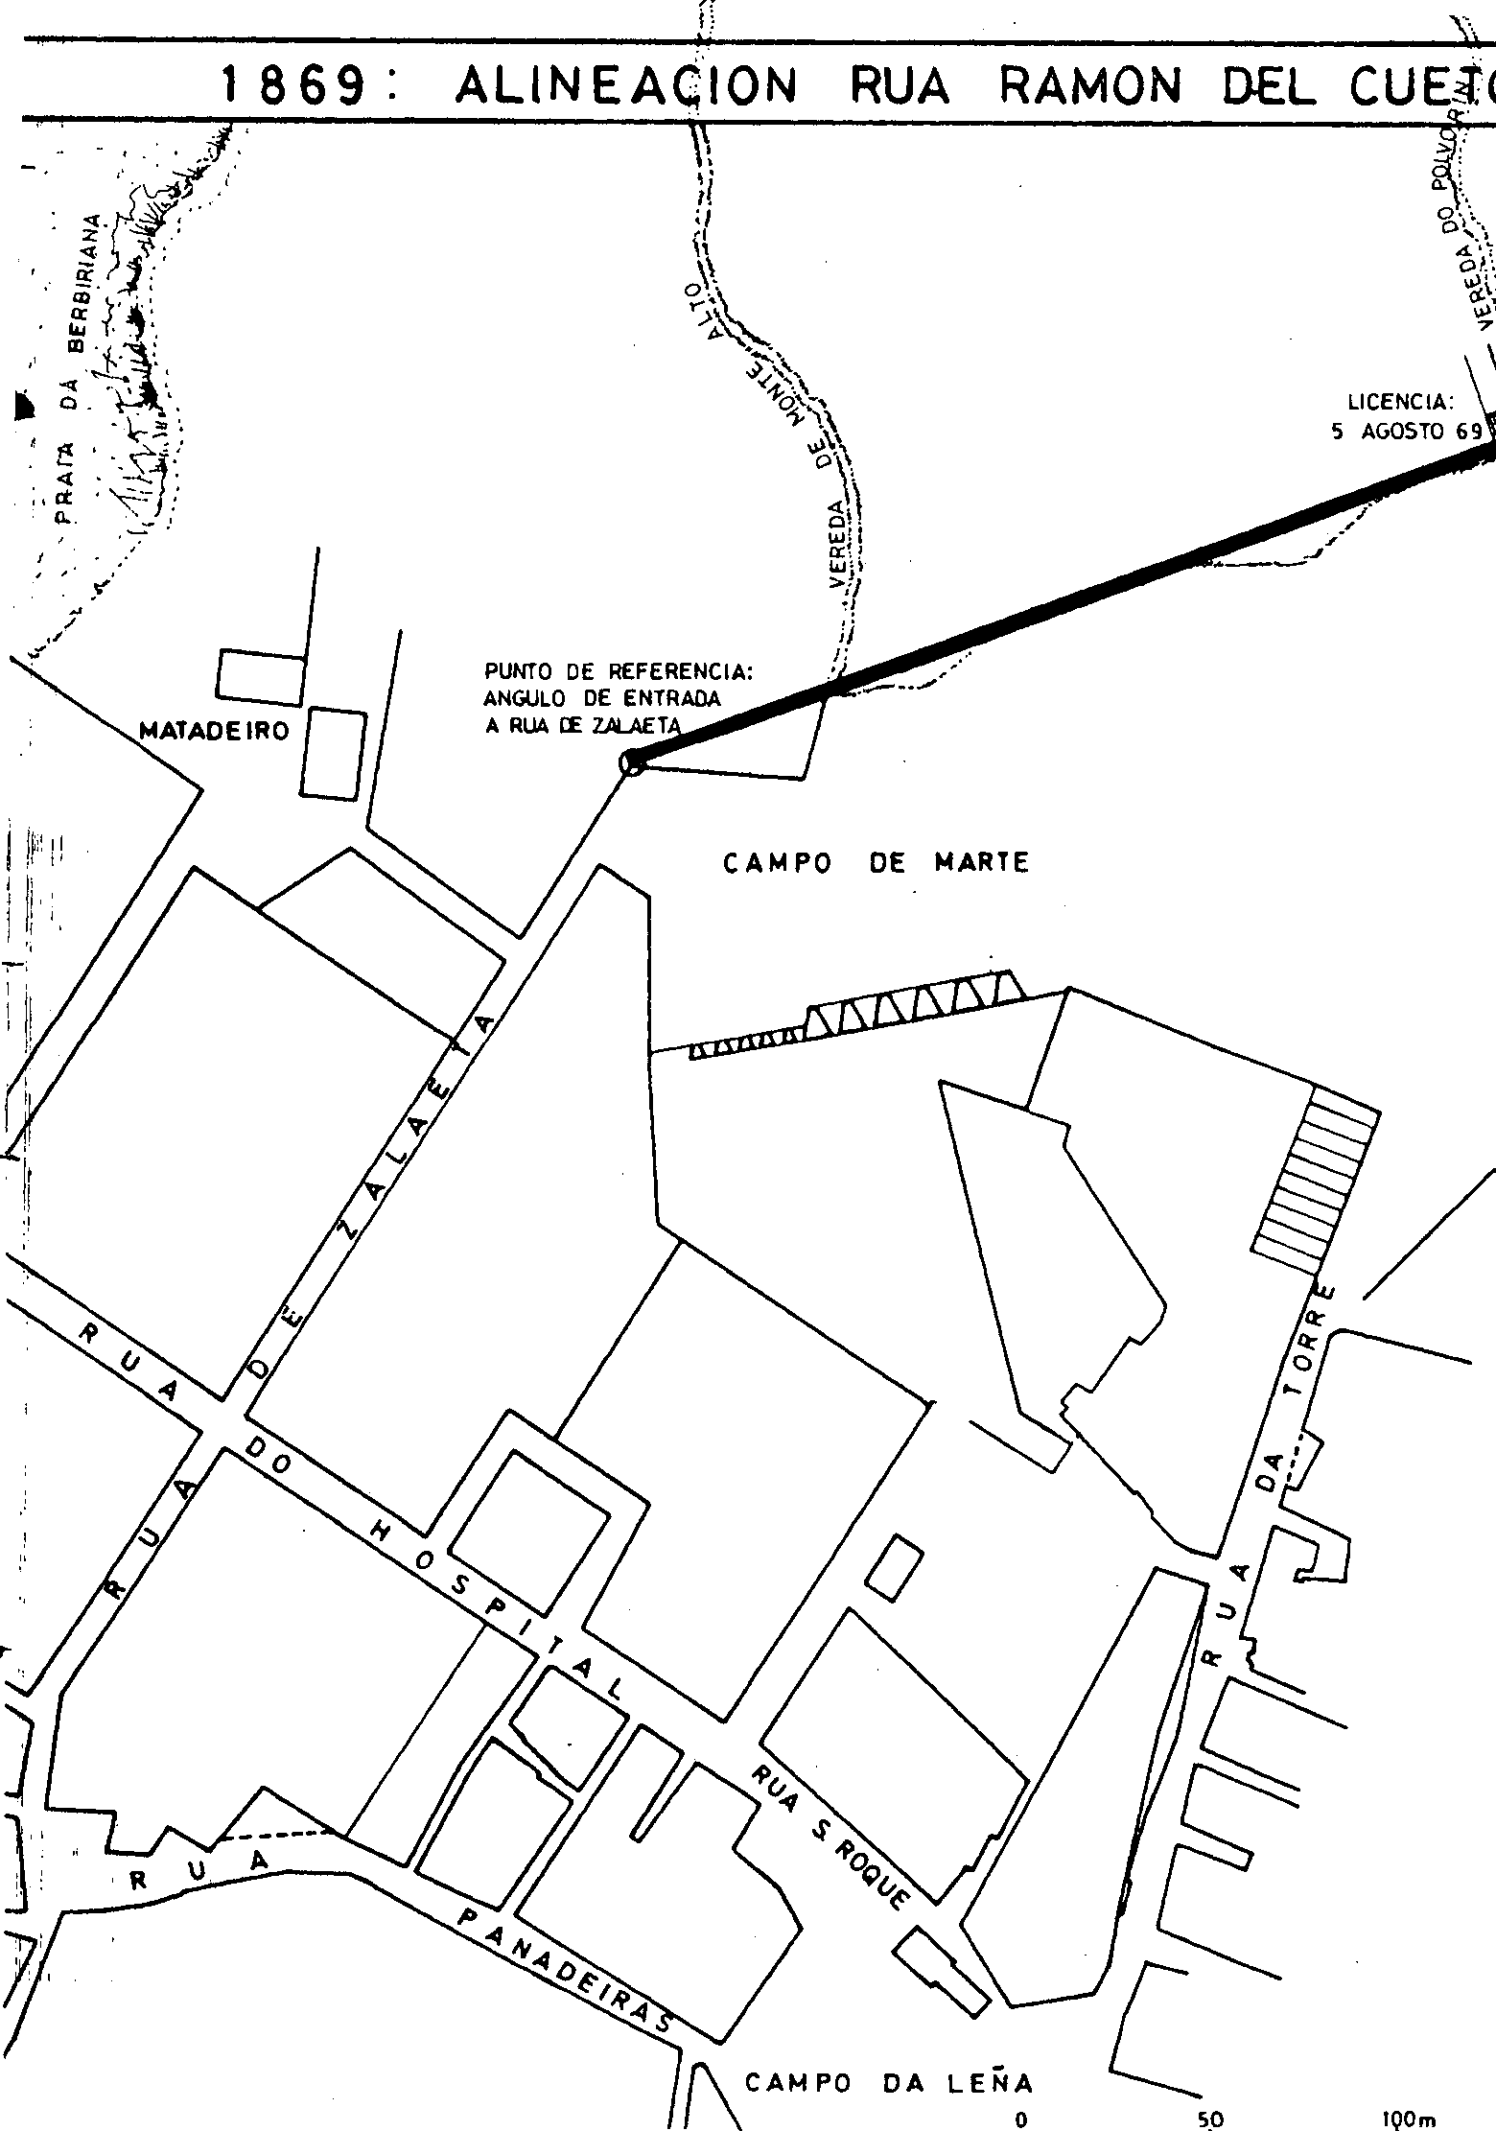 1869: ALINEACION RUA RAMON DEL CUETO
PRAIA DA BERBIRIANA
VEREDA DE MONTE ALTO
VEREDA DO POLVORIN
LICENCIA:
5 AGOSTO 69
PUNTO DE REFERENCIA:
ANGULO DE ENTRADA
A RUA DE ZALAETA
MATADEIRO
CAMPO DE MARTE
RUA DE ZALAETA
RUA DO HOSPITAL
RUA DA TORRE
RUA S. ROQUE
RUA PANADEIRAS
CAMPO DA LEÑA
0 50 100m